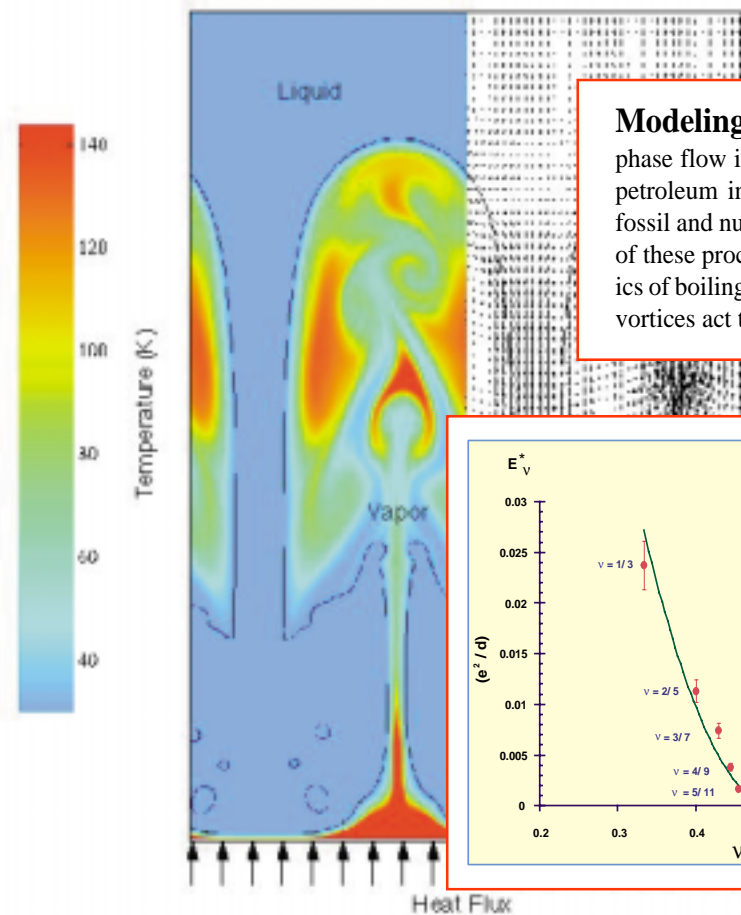 Liquid
Modeling
phase flow i
petroleum in
fossil and nu
of these proc
ics of boiling
vortices act t
Temperature (K)
140
120
100
80
60
40
Vapor
E*ν
(e² / d)
0.03
0.025
0.02
0.015
0.01
0.005
0
ν = 1/3
ν = 2/5
ν = 3/7
ν = 4/9
ν = 5/11
0.2 0.3 0.4
ν
Heat Flux